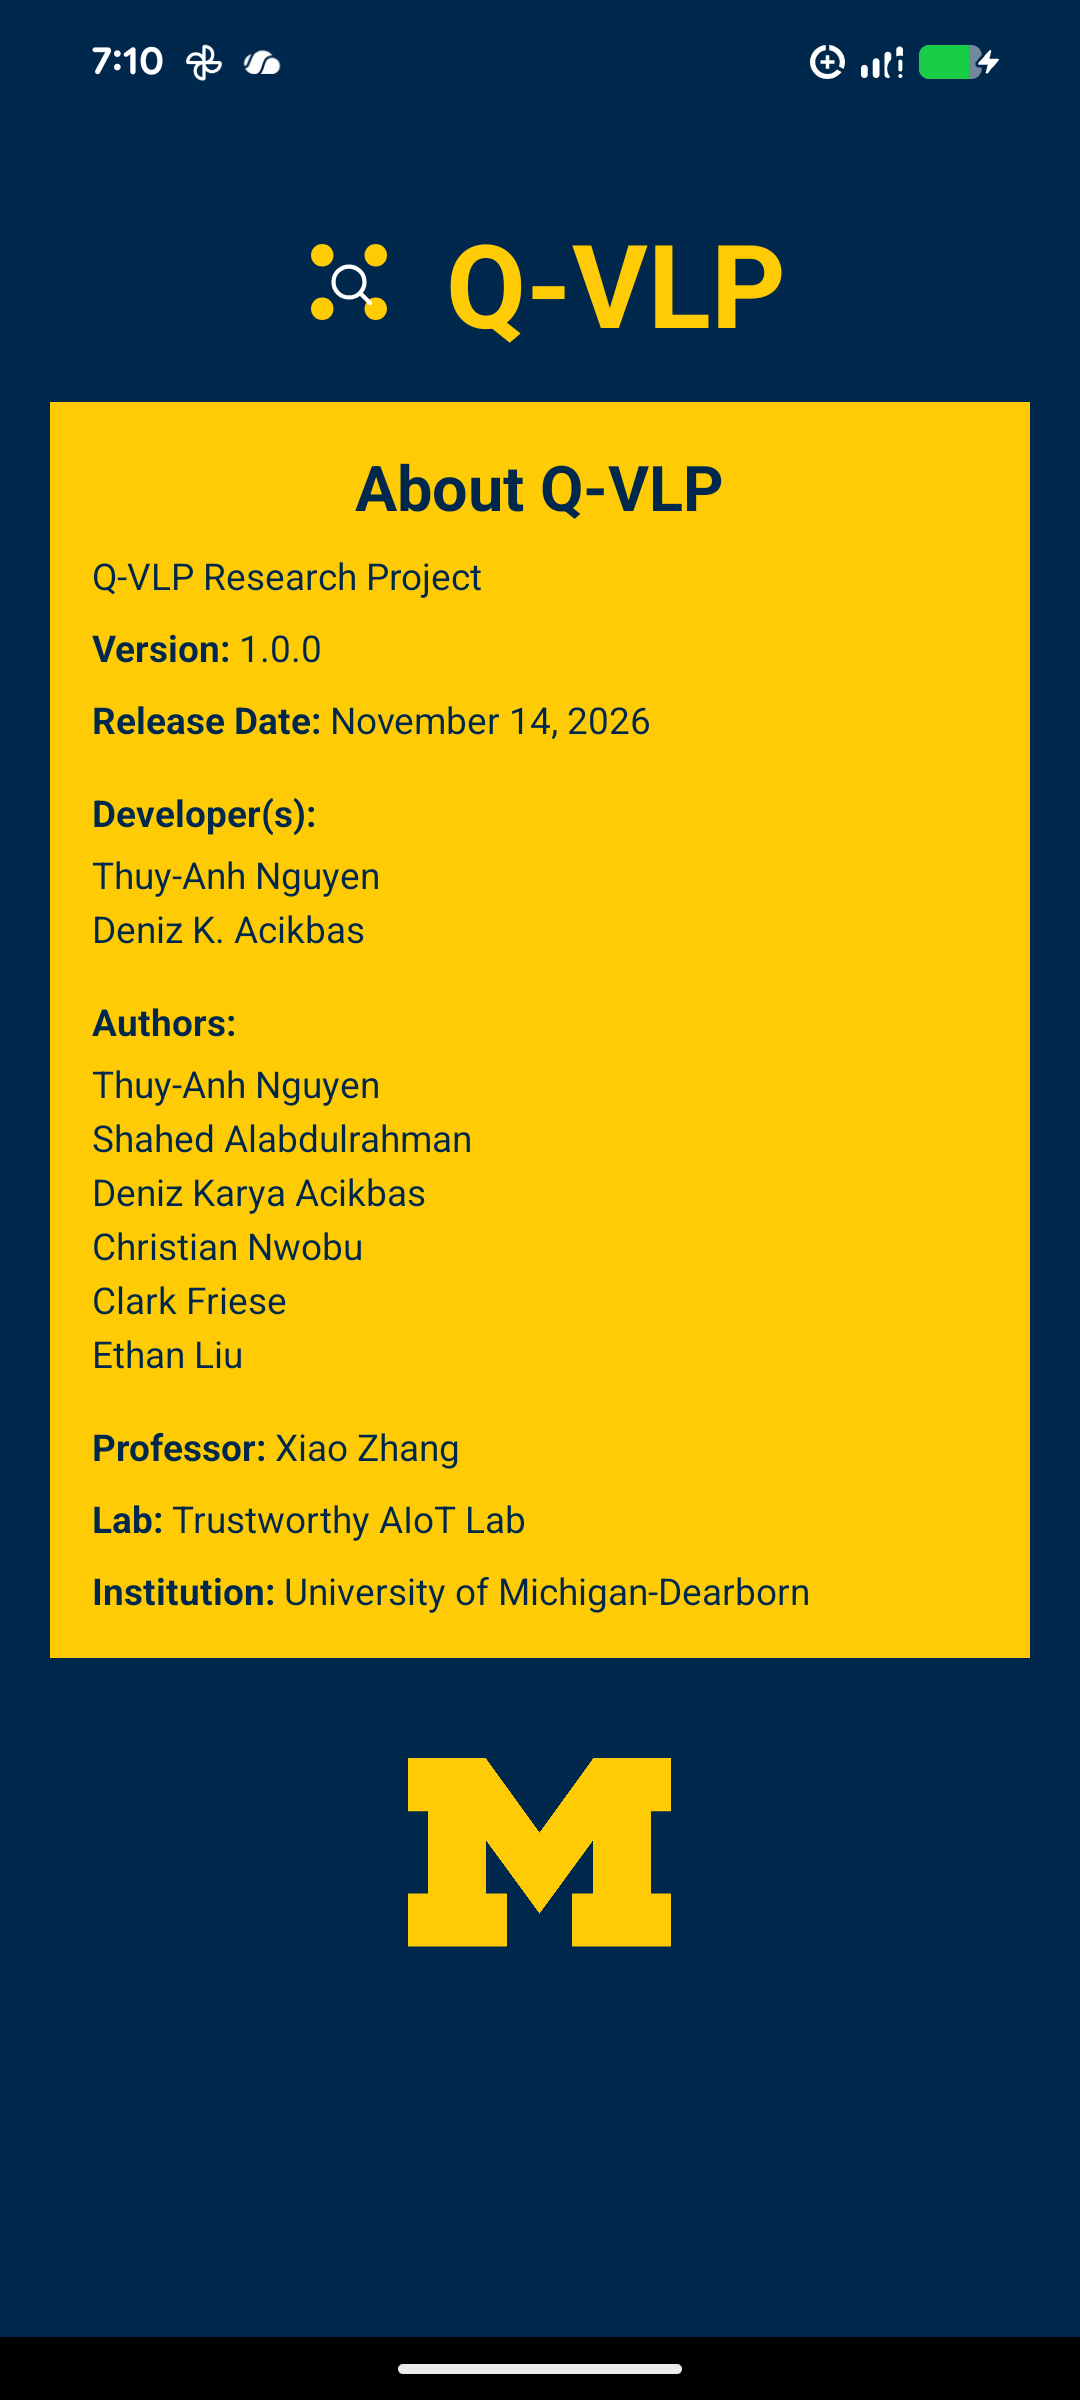 7:10
Q-VLP
About Q-VLP
Q-VLP Research Project
Version: 1.0.0
Release Date: November 14, 2026
Developer(s):
Thuy-Anh Nguyen
Deniz K. Acikbas
Authors:
Thuy-Anh Nguyen
Shahed Alabdulrahman
Deniz Karya Acikbas
Christian Nwobu
Clark Friese
Ethan Liu
Professor: Xiao Zhang
Lab: Trustworthy AIoT Lab
Institution: University of Michigan-Dearborn
M